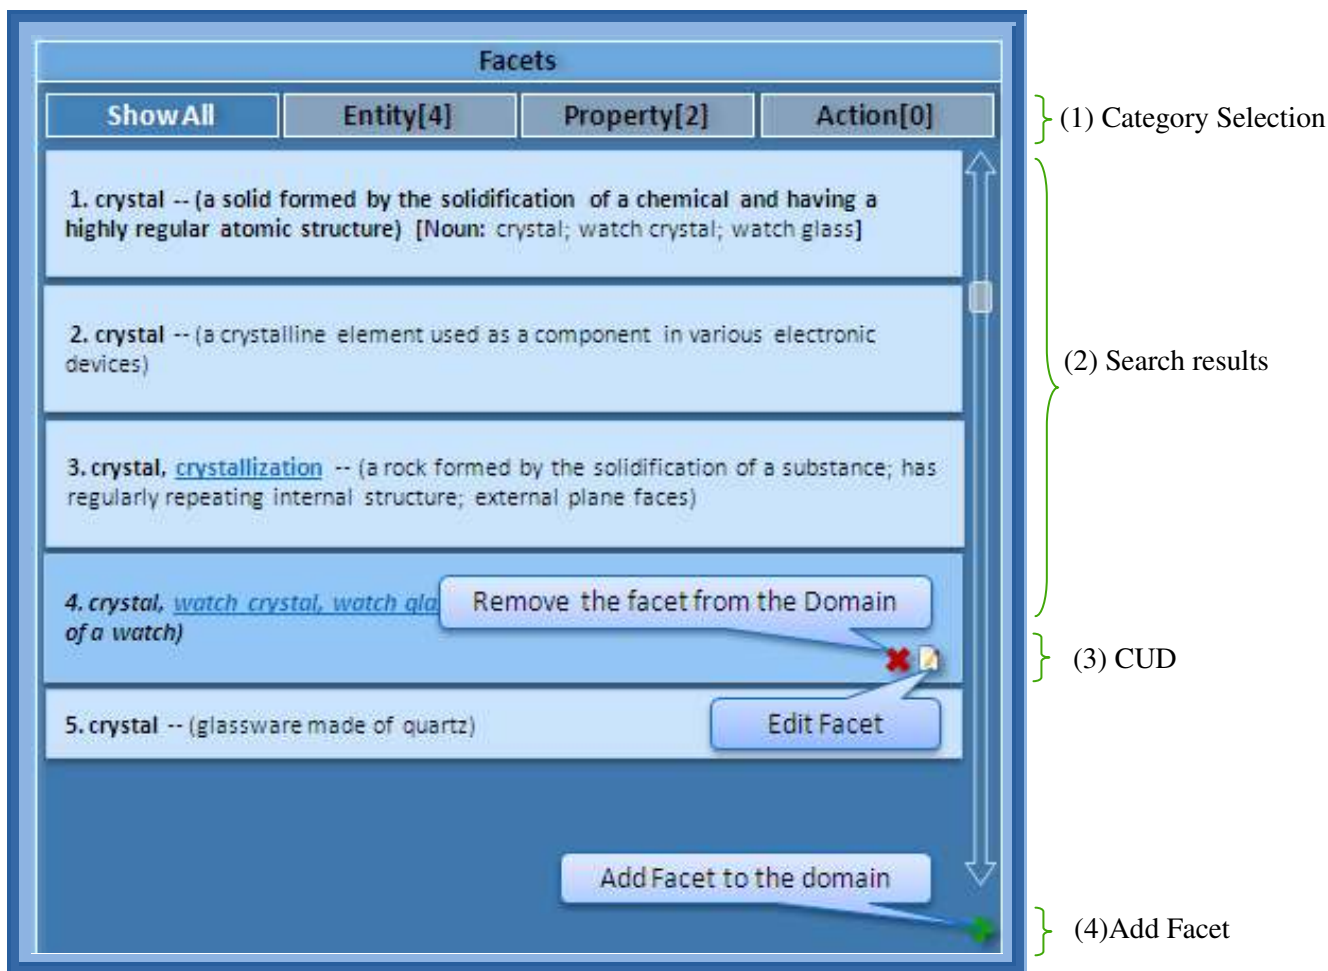 Facets
Show All Entity[4] Property[2] Action[0]
(1) Category Selection
1. crystal -- (a solid formed by the solidification of a chemical and having a
highly regular atomic structure) [Noun: crystal; watch crystal; watch glass]
2. crystal -- (a crystalline element used as a component in various electronic
devices)
(2) Search results
3. crystal, crystallization -- (a rock formed by the solidification of a substance; has
regularly repeating internal structure; external plane faces)
4. crystal, watch crystal, watch
of a watch)
Remove the facet from the Domain
(3) CUD
Edit Facet
5. crystal -- (glassware made of quartz)
Add Facet to the domain
(4)Add Facet